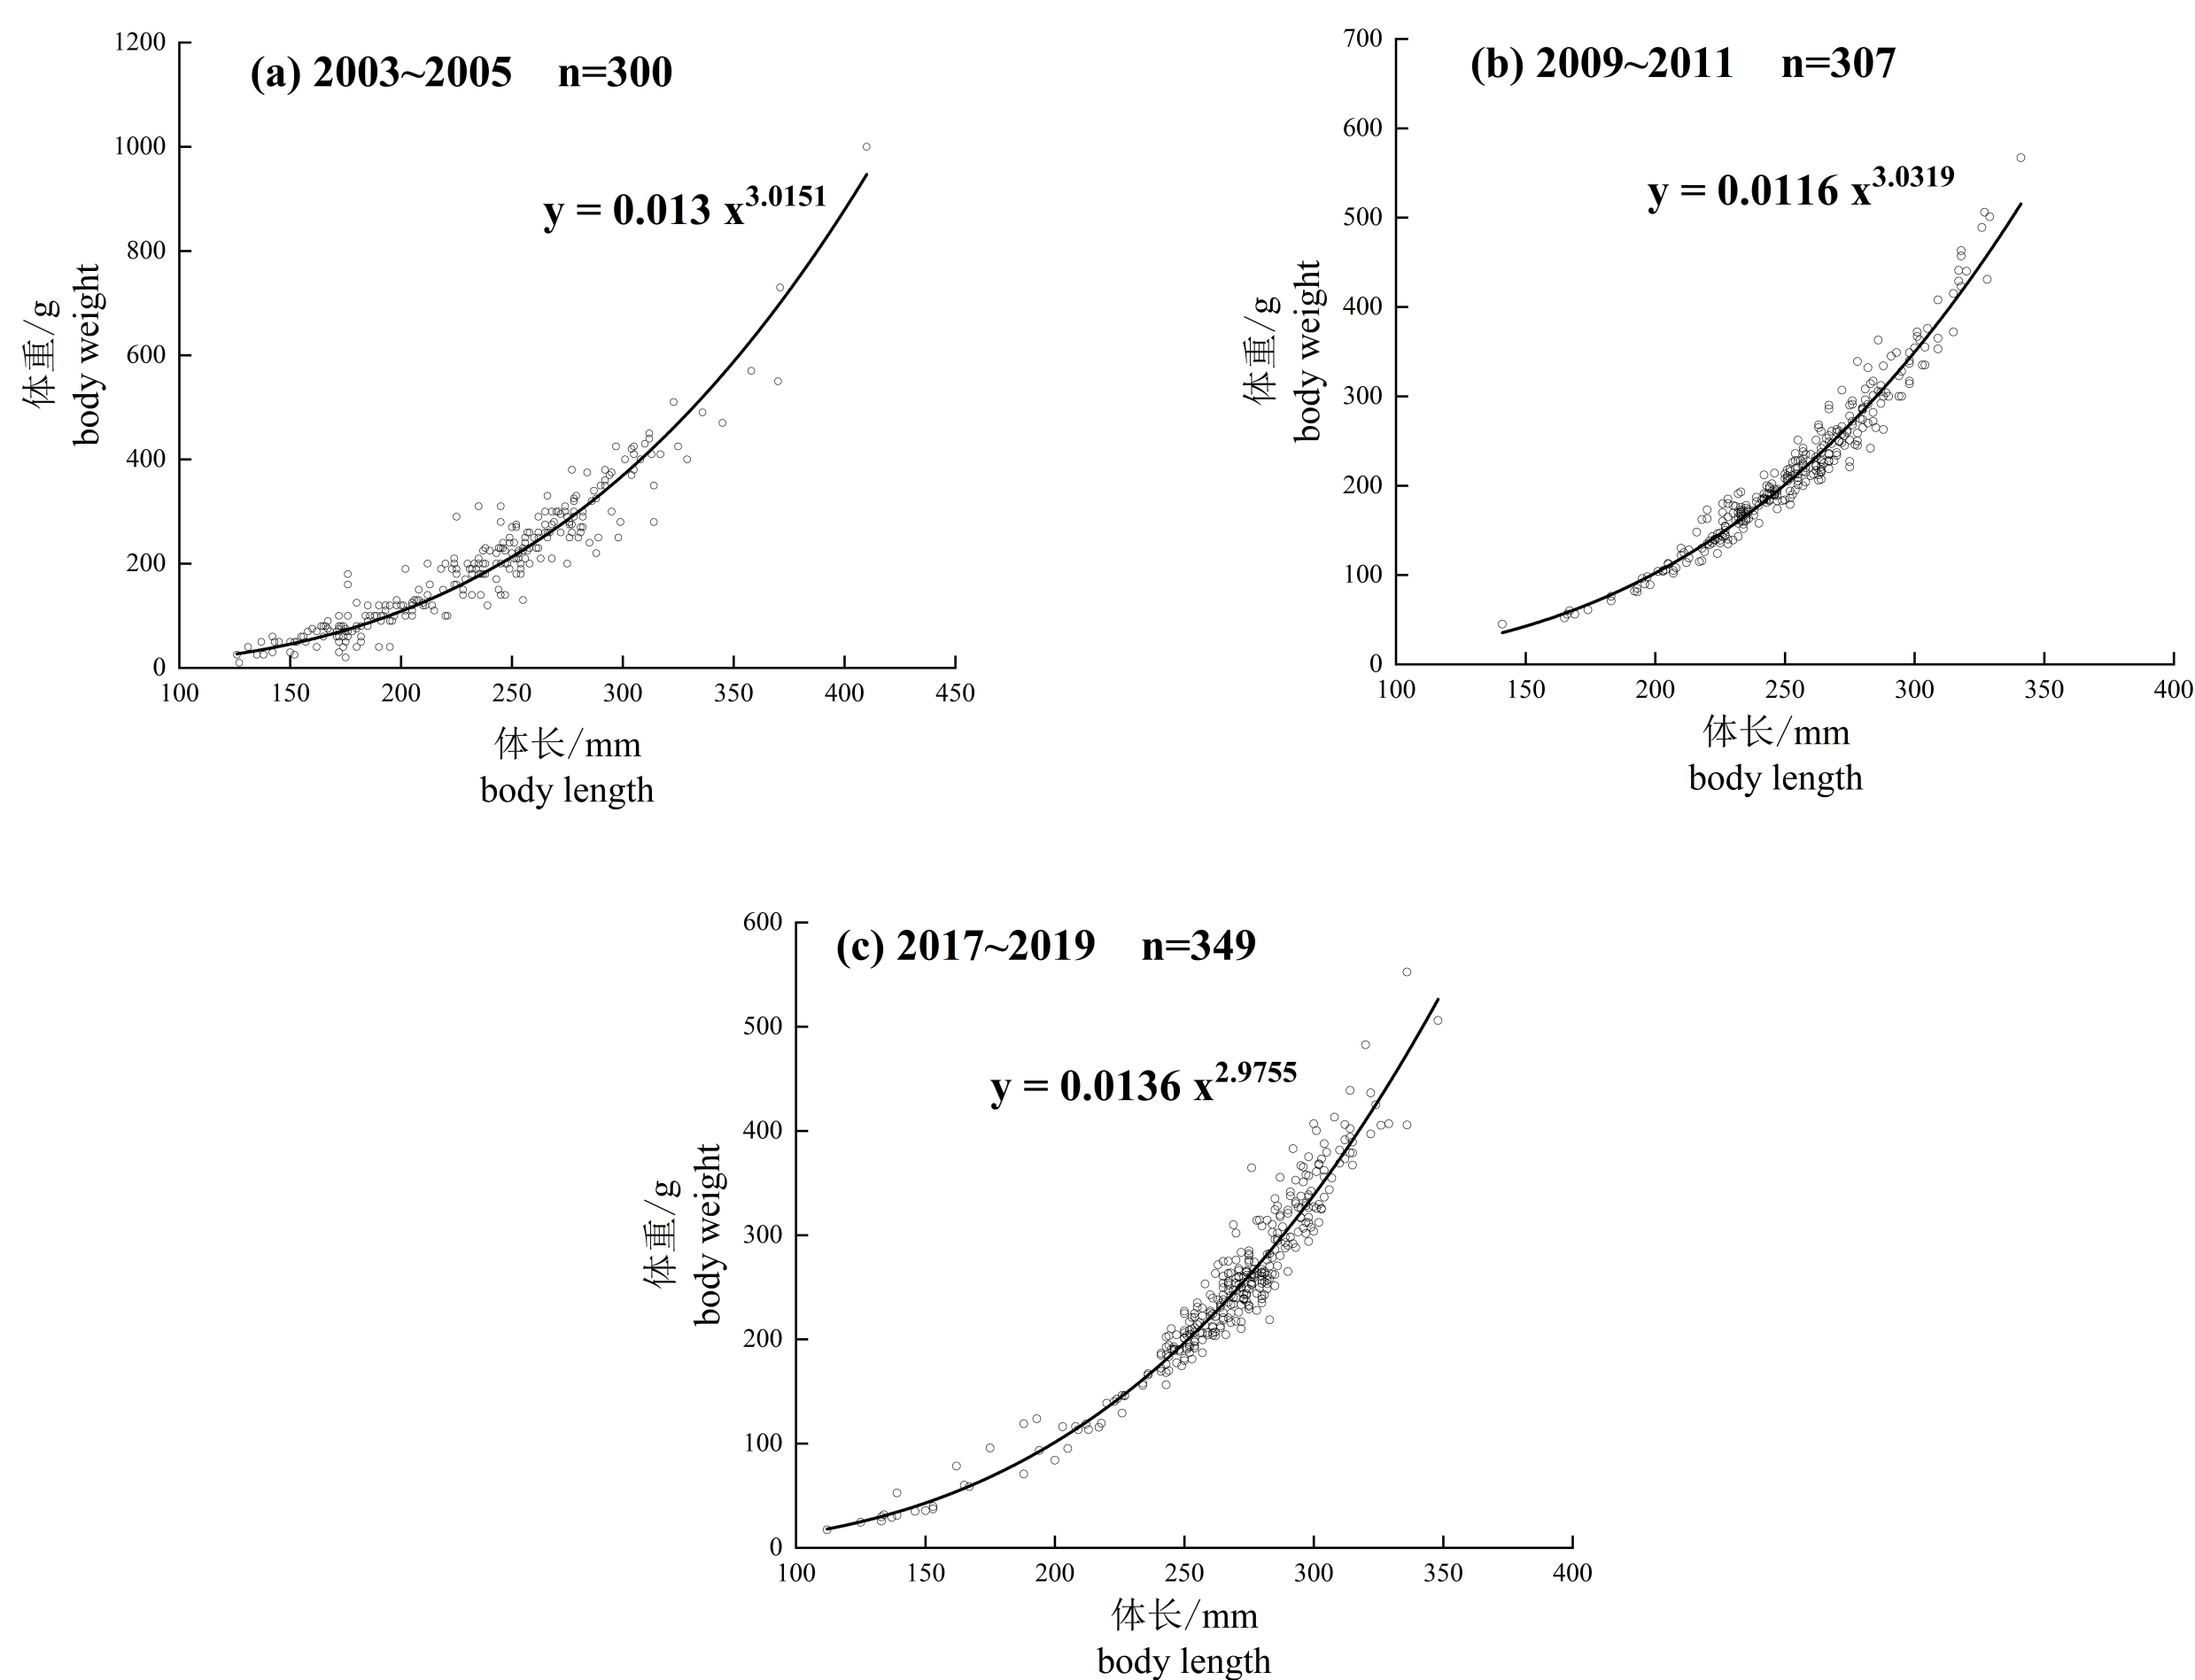 (a) 2003~2005 n=300
y = 0.013 x^3.0151
1200
1000
800
600
400
200
0
体重/g
body weight
100 150 200 250 300 350 400 450
体长/mm
body length
(b) 2009~2011 n=307
y = 0.0116 x^3.0319
700
600
500
400
300
200
100
0
体重/g
body weight
100 150 200 250 300 350 400
体长/mm
body length
(c) 2017~2019 n=349
y = 0.0136 x^2.9755
600
500
400
300
200
100
0
体重/g
body weight
100 150 200 250 300 350 400
体长/mm
body length